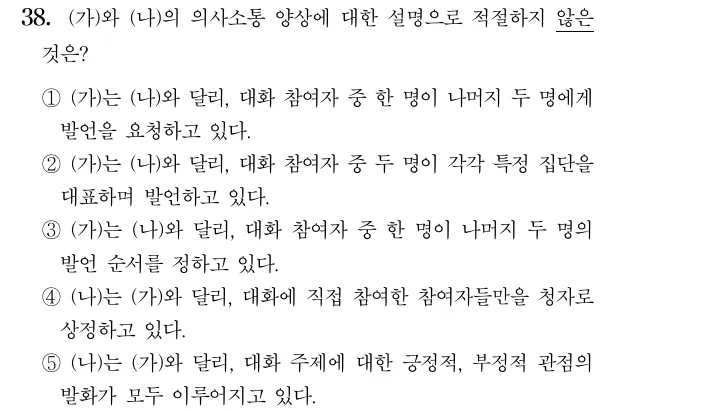 38. (가)와 (나)의 의사소통 양상에 대한 설명으로 적절하지 않은
것은?
① (가)는 (나)와 달리, 대화 참여자 중 한 명이 나머지 두 명에게
발언을 요청하고 있다.
② (가)는 (나)와 달리, 대화 참여자 중 두 명이 각각 특정 집단을
대표하며 발언하고 있다.
③ (가)는 (나)와 달리, 대화 참여자 중 한 명이 나머지 두 명의
발언 순서를 정하고 있다.
④ (나)는 (가)와 달리, 대화에 직접 참여한 참여자들만을 청자로
상정하고 있다.
⑤ (나)는 (가)와 달리, 대화 주제에 대한 긍정적, 부정적 관점의
발화가 모두 이루어지고 있다.